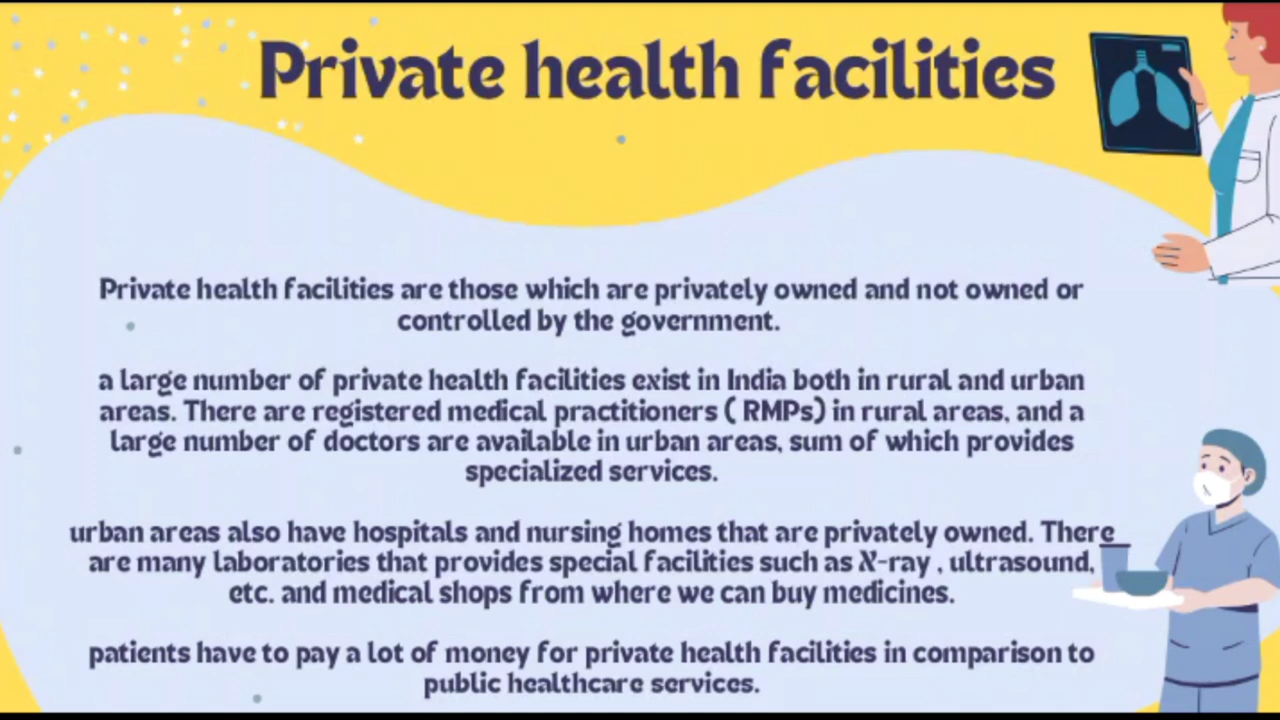 Private health facilities
Private health facilities are those which are privately owned and not owned or
controlled by the government.
a large number of private health facilities exist in India both in rural and urban
areas. There are registered medical practitioners ( RMPs) in rural areas, and a
large number of doctors are available in urban areas, sum of which provides
specialized services.
urban areas also have hospitals and nursing homes that are privately owned. There
are many laboratories that provides special facilities such as X-ray , ultrasound,
etc. and medical shops from where we can buy medicines.
patients have to pay a lot of money for private health facilities in comparison to
public healthcare services.